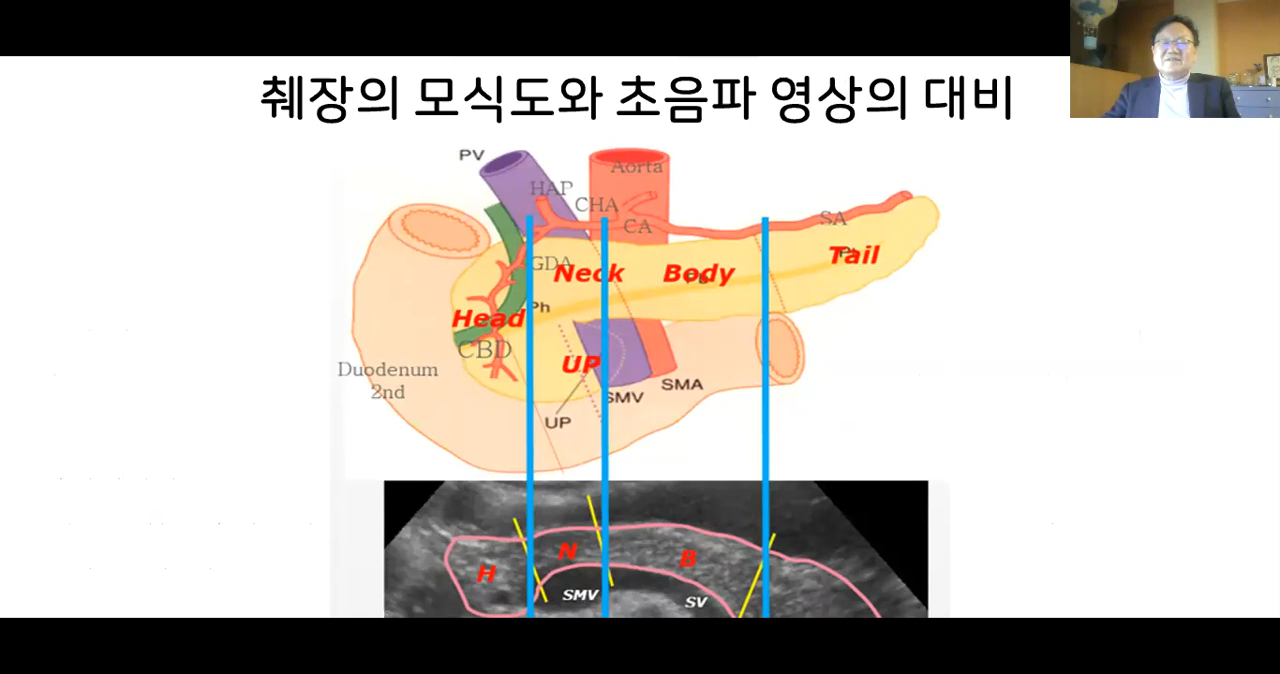 췌장의 모식도와 초음파 영상의 대비
PV
Aorta
HAP
CHA
CA
SA
GDA
Neck
Body
Tail
Ph
Head
CBD
UP
Duodenum
2nd
SMV
SMA
UP
N
B
H
SMV
SV